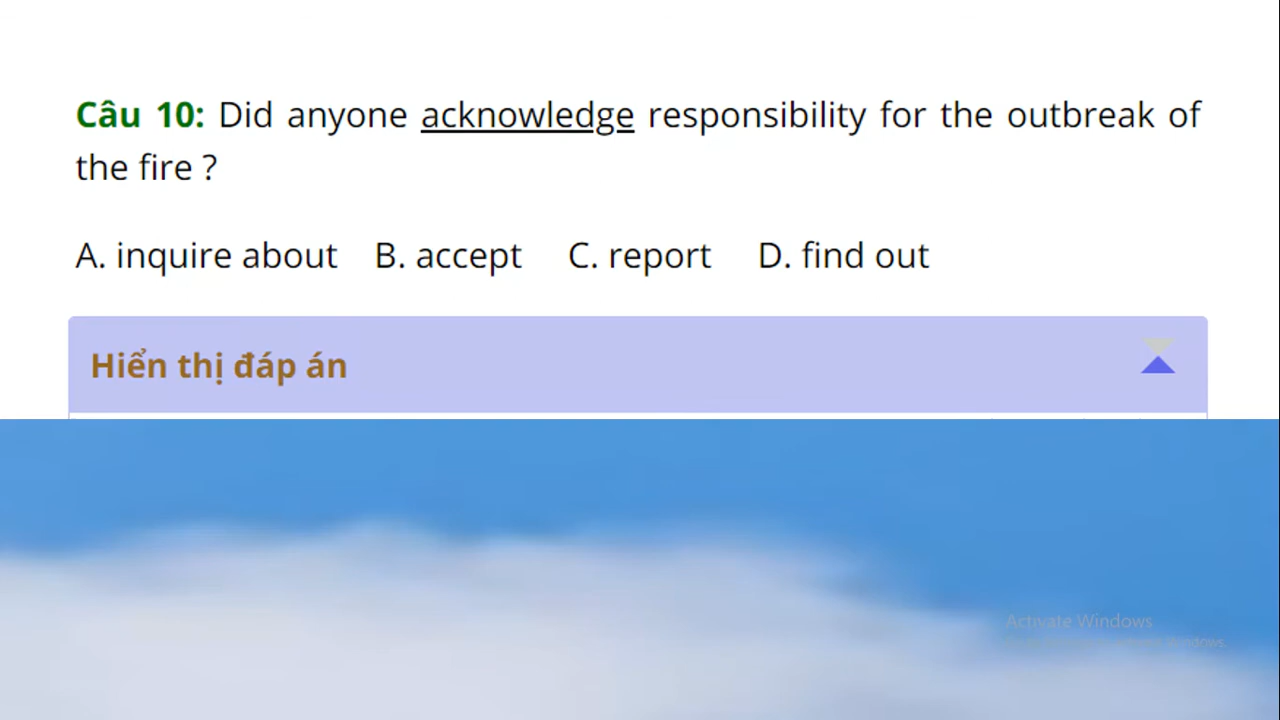 Câu 10: Did anyone acknowledge responsibility for the outbreak of
the fire ?
A. inquire about B. accept C. report D. find out
Hiển thị đáp án
Activate Windows